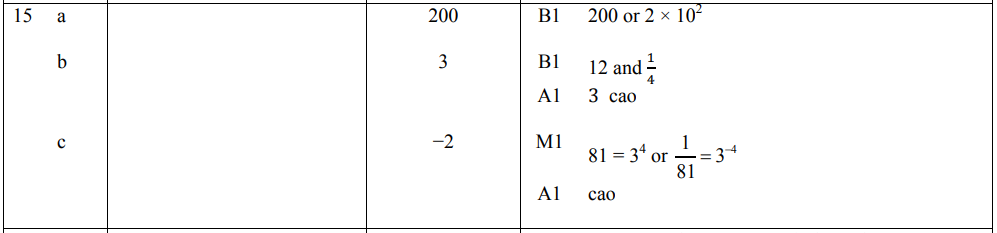 15 a 200 B1 200 or 2 × 10²
b 3 B1 12 and 1/4
A1 3 cao
c −2 M1 81 = 3⁴ or 1/81 = 3⁻⁴
A1 cao